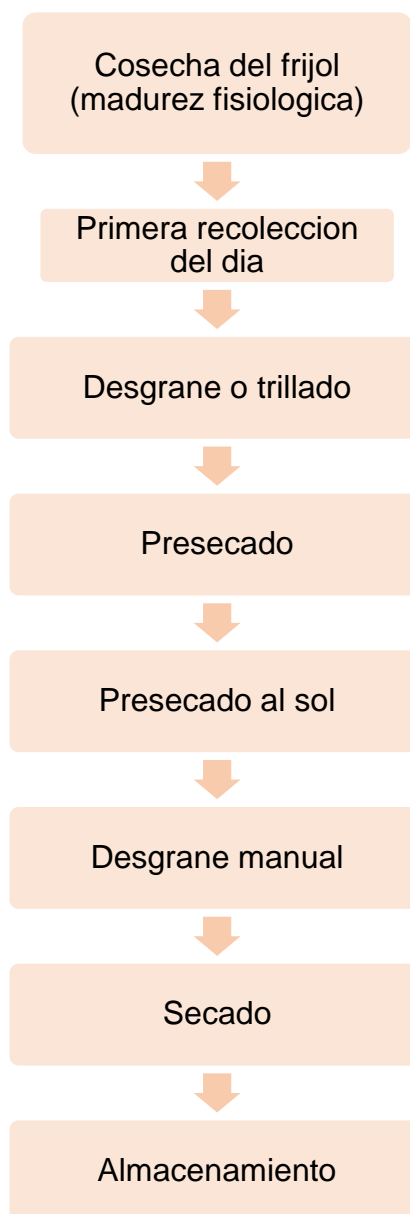 Cosecha del frijol
(madurez fisiologica)
Primera recoleccion
del dia
Desgrane o trillado
Presecado
Presecado al sol
Desgrane manual
Secado
Almacenamiento